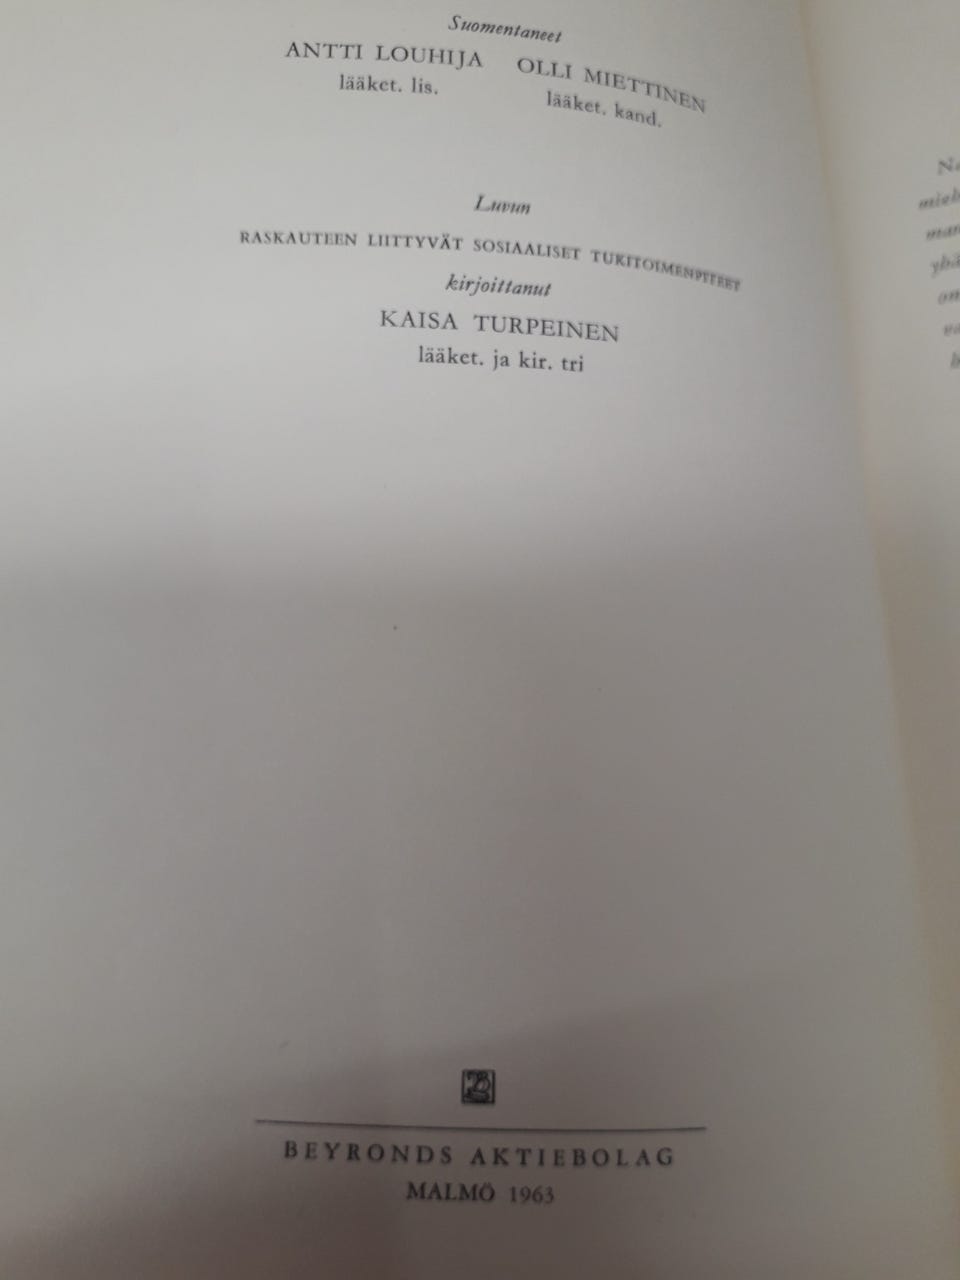 Suomentaneet
ANTTI LOUHIJA OLLI MIETTINEN
lääket. lis. lääket. kand.
Luvun
RASKAUTEEN LIITTYVÄT SOSIAALISET TUKITOIMENPITEET
kirjoittanut
KAISA TURPEINEN
lääket. ja kir. tri
BEYRONDS AKTIEBOLAG
MALMÖ 1963